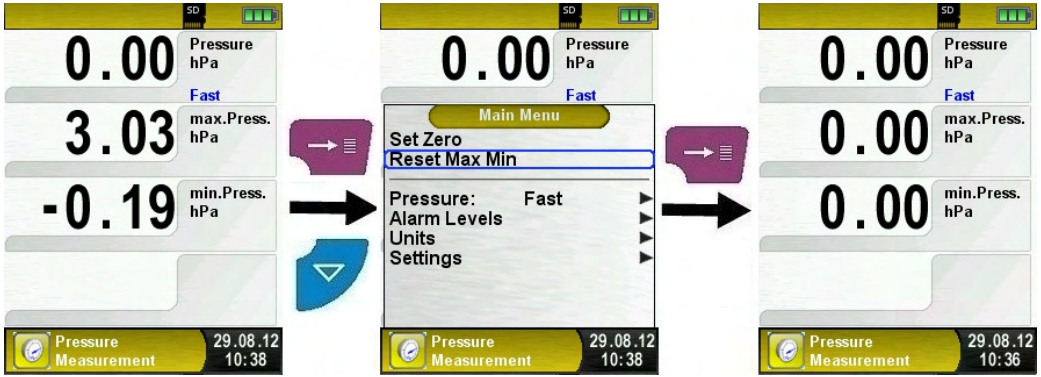 SD
0.00 Pressure
hPa
Fast
3.03 max.Press.
hPa
-0.19 min.Press.
hPa
Pressure
Measurement
29.08.12
10:38
SD
0.00 Pressure
hPa
Fast
Main Menu
Set Zero
Reset Max Min
Pressure: Fast
Alarm Levels
Units
Settings
Pressure
Measurement
29.08.12
10:38
SD
0.00 Pressure
hPa
Fast
0.00 max.Press.
hPa
0.00 min.Press.
hPa
Pressure
Measurement
29.08.12
10:36